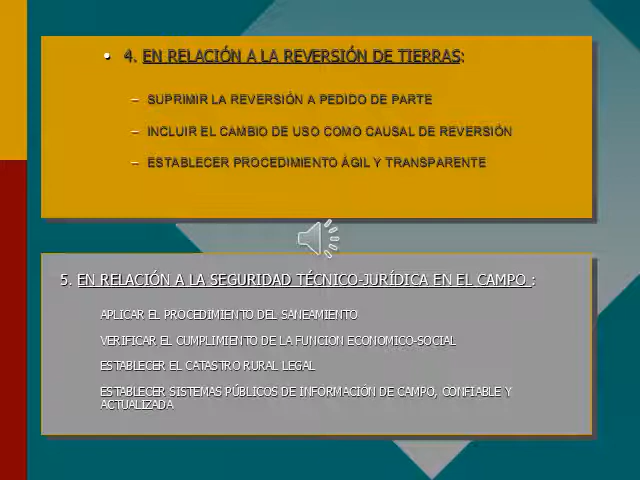 • 4. EN RELACIÓN A LA REVERSIÓN DE TIERRAS:
– SUPRIMIR LA REVERSIÓN A PEDIDO DE PARTE
– INCLUIR EL CAMBIO DE USO COMO CAUSAL DE REVERSIÓN
– ESTABLECER PROCEDIMIENTO ÁGIL Y TRANSPARENTE
5. EN RELACIÓN A LA SEGURIDAD TÉCNICO-JURÍDICA EN EL CAMPO :
APLICAR EL PROCEDIMIENTO DEL SANEAMIENTO
VERIFICAR EL CUMPLIMIENTO DE LA FUNCION ECONOMICO-SOCIAL
ESTABLECER EL CATASTRO RURAL LEGAL
ESTABLECER SISTEMAS PÚBLICOS DE INFORMACIÓN DE CAMPO, CONFIABLE Y
ACTUALIZADA